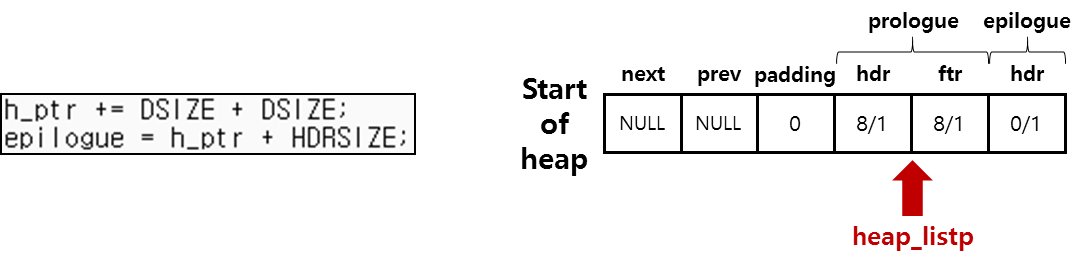 h_ptr += DSIZE + DSIZE;
epilogue = h_ptr + HDRSIZE;
prologue epilogue
next prev padding hdr ftr hdr
Start
of
heap
NULL NULL 0 8/1 8/1 0/1
heap_listp